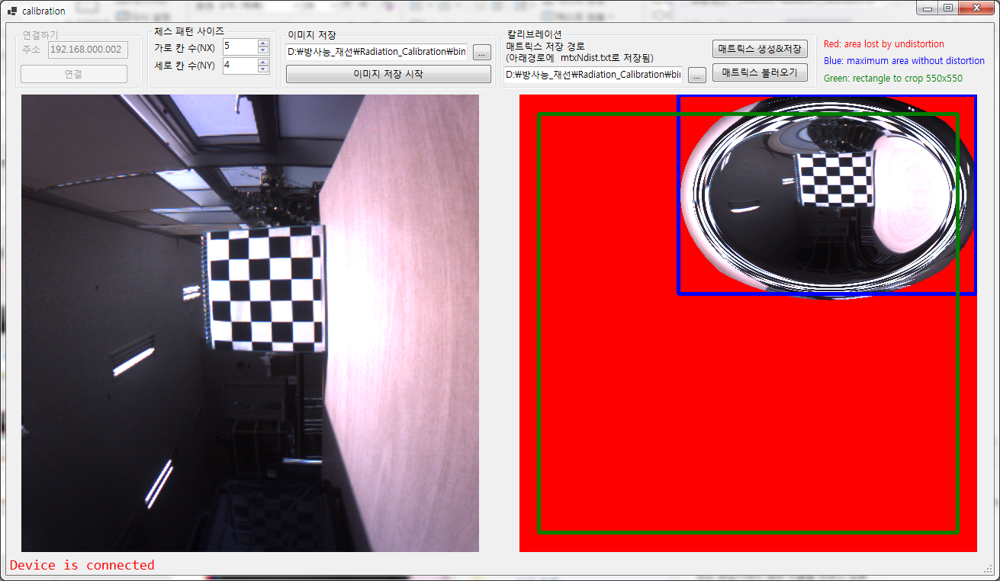 calibration
연결하기
주소 192.168.000.002
연결
체스 패턴 사이즈
가로 칸 수(NX) 5
세로 칸 수(NY) 4
이미지 저장
D:₩방사능_재선₩Radiation_Calibration₩bin ...
이미지 저장 시작
칼리브레이션
매트릭스 저장 경로
(아래경로에 mtxNdist.txt로 저장됨)
D:₩방사능_재선₩Radiation_Calibration₩bin ...
매트릭스 생성&저장
매트릭스 불러오기
Red: area lost by undistortion
Blue: maximum area without distortion
Green: rectangle to crop 550x550
Device is connected